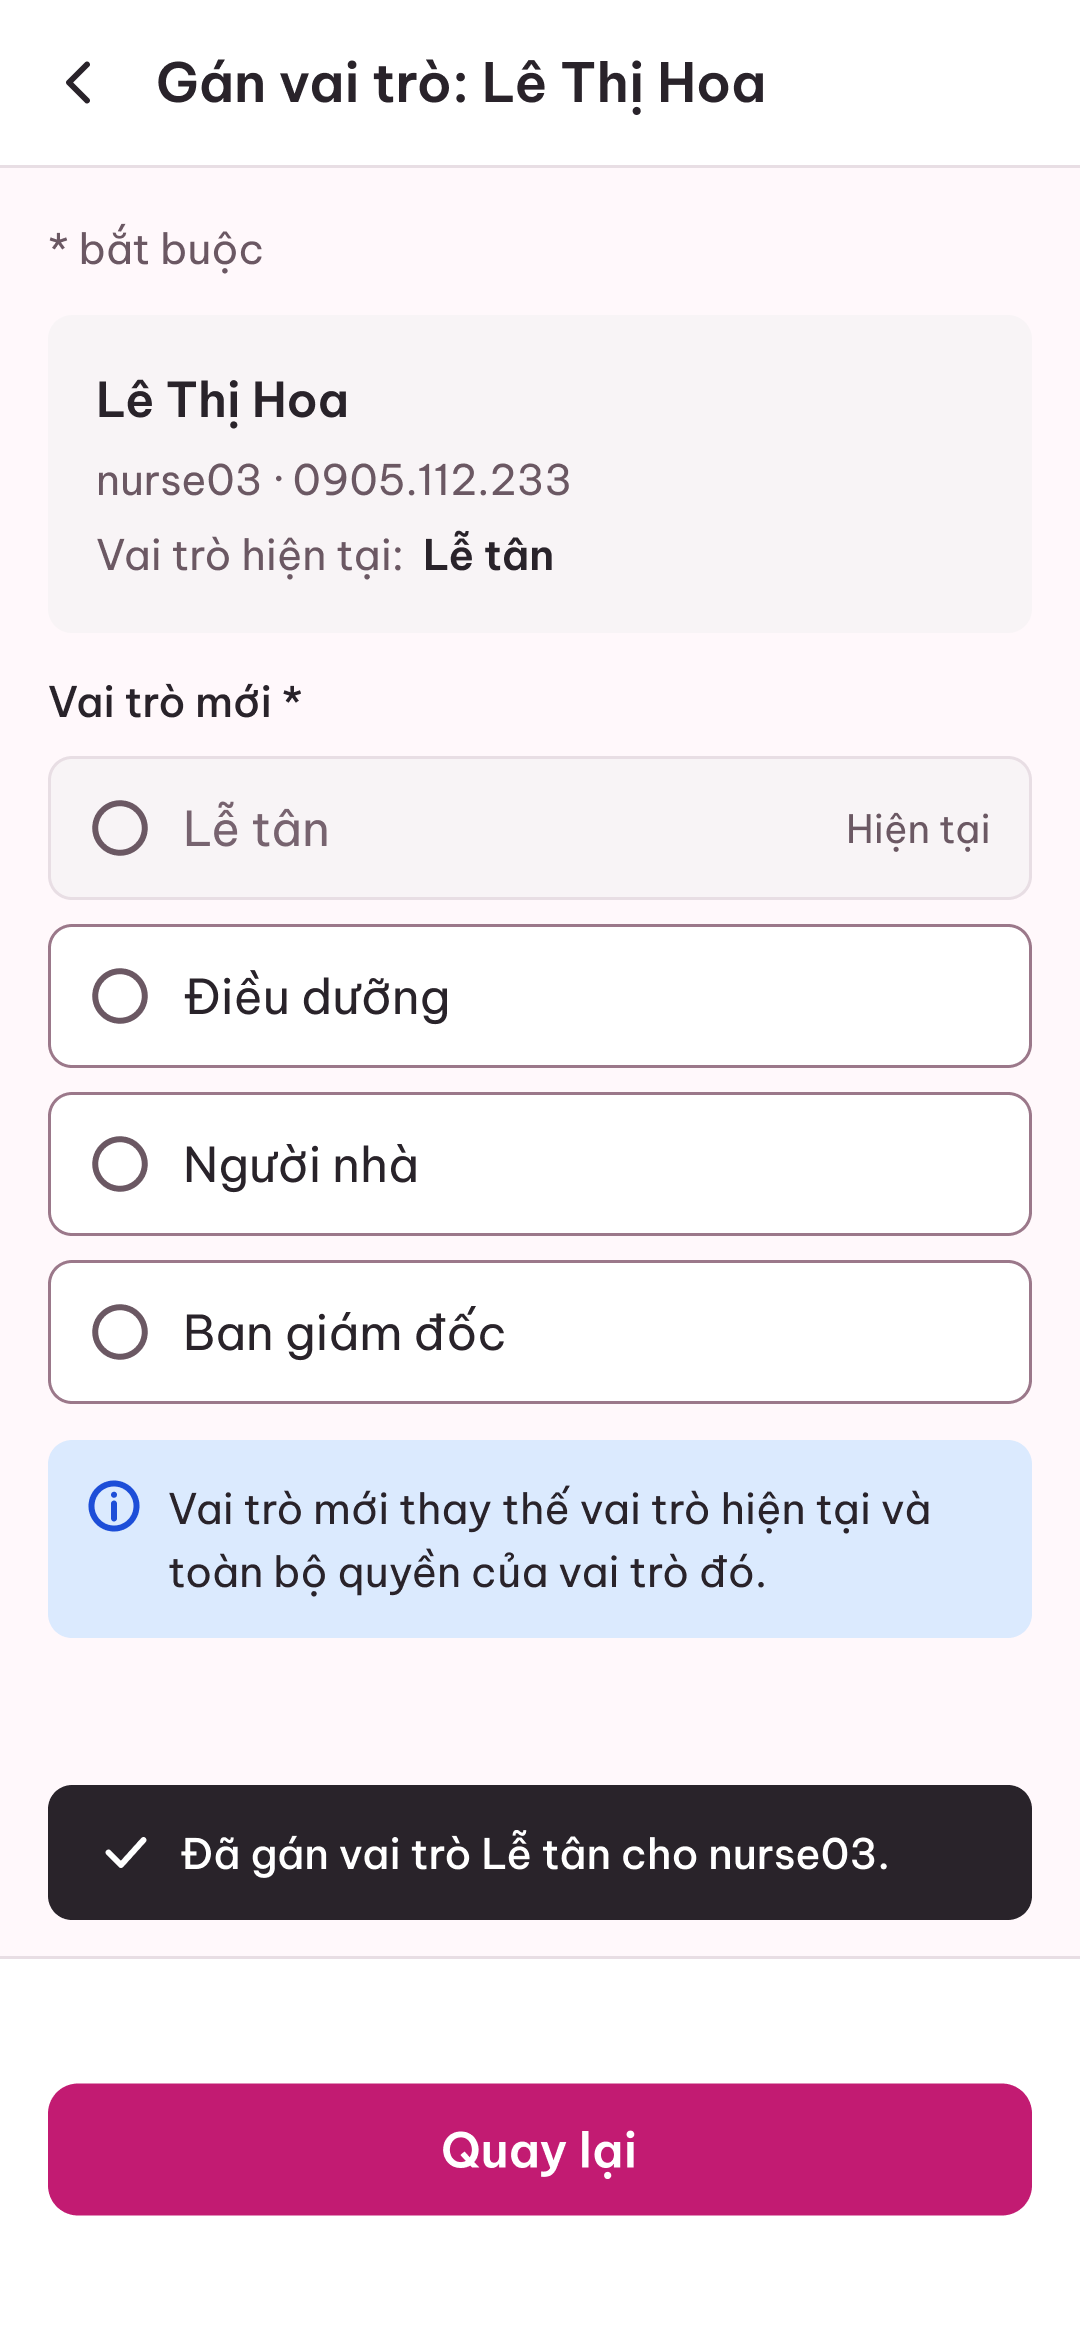 Gán vai trò: Lê Thị Hoa
* bắt buộc
Lê Thị Hoa
nurse03 · 0905.112.233
Vai trò hiện tại: Lễ tân
Vai trò mới *
Lễ tân Hiện tại
Điều dưỡng
Người nhà
Ban giám đốc
Vai trò mới thay thế vai trò hiện tại và
toàn bộ quyền của vai trò đó.
Đã gán vai trò Lễ tân cho nurse03.
Quay lại